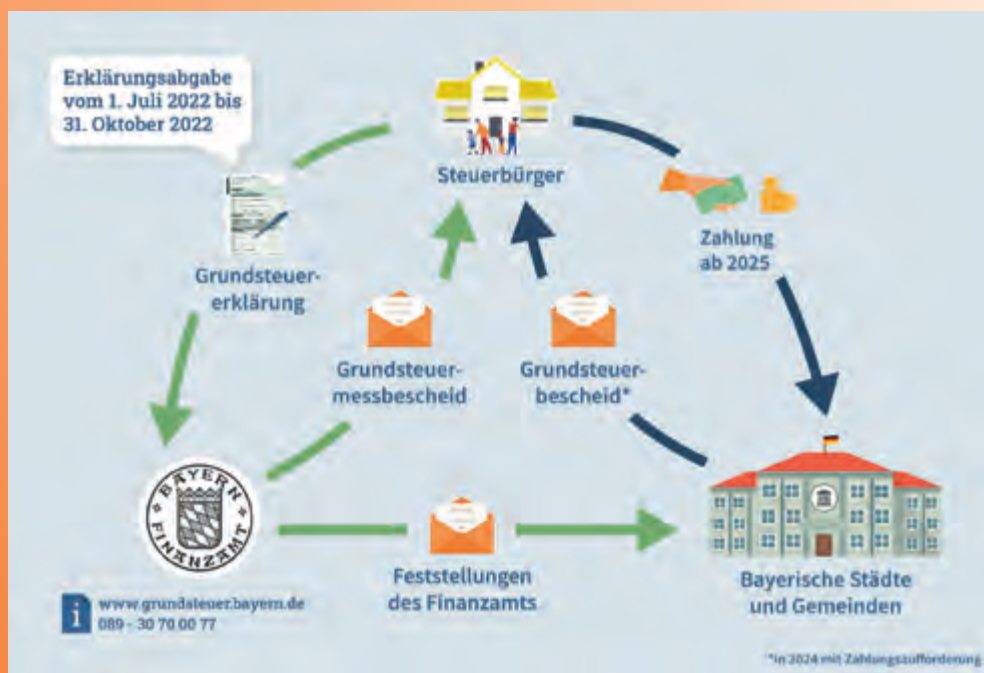 Erklärungsabgabe
vom 1. Juli 2022 bis
31. Oktober 2022
Steuerbürger
Zahlung
ab 2025
Grundsteuer-
erklärung
Grundsteuer-
messbescheid
Grundsteuer-
bescheid*
BAYERN
FINANZAMT
Feststellungen
des Finanzamts
Bayerische Städte
und Gemeinden
i
www.grundsteuer.bayern.de
089 - 30 70 00 77
*in 2024 mit Zahlungsaufforderung